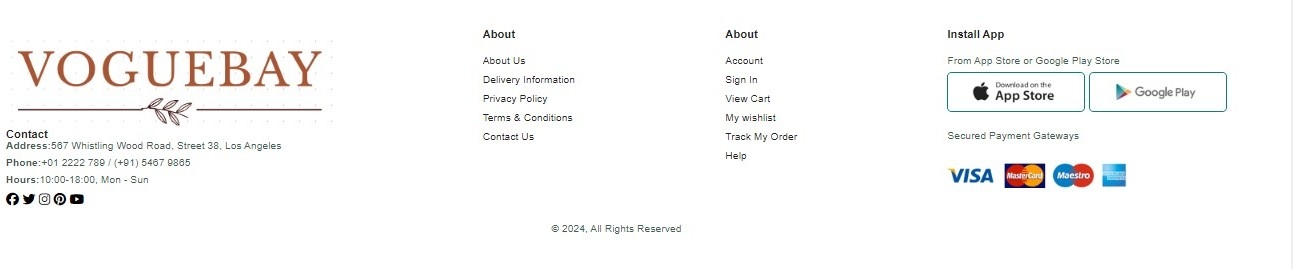 VOGUEBAY
Contact
Address:567 Whistling Wood Road, Street 38, Los Angeles
Phone:+01 2222 789 / (+91) 5467 9865
Hours:10:00-18:00, Mon - Sun
About
About Us
Delivery Information
Privacy Policy
Terms & Conditions
Contact Us
About
Account
Sign In
View Cart
My wishlist
Track My Order
Help
Install App
From App Store or Google Play Store
Download on the
App Store
Google Play
Secured Payment Gateways
VISA
MasterCard
Maestro
© 2024, All Rights Reserved